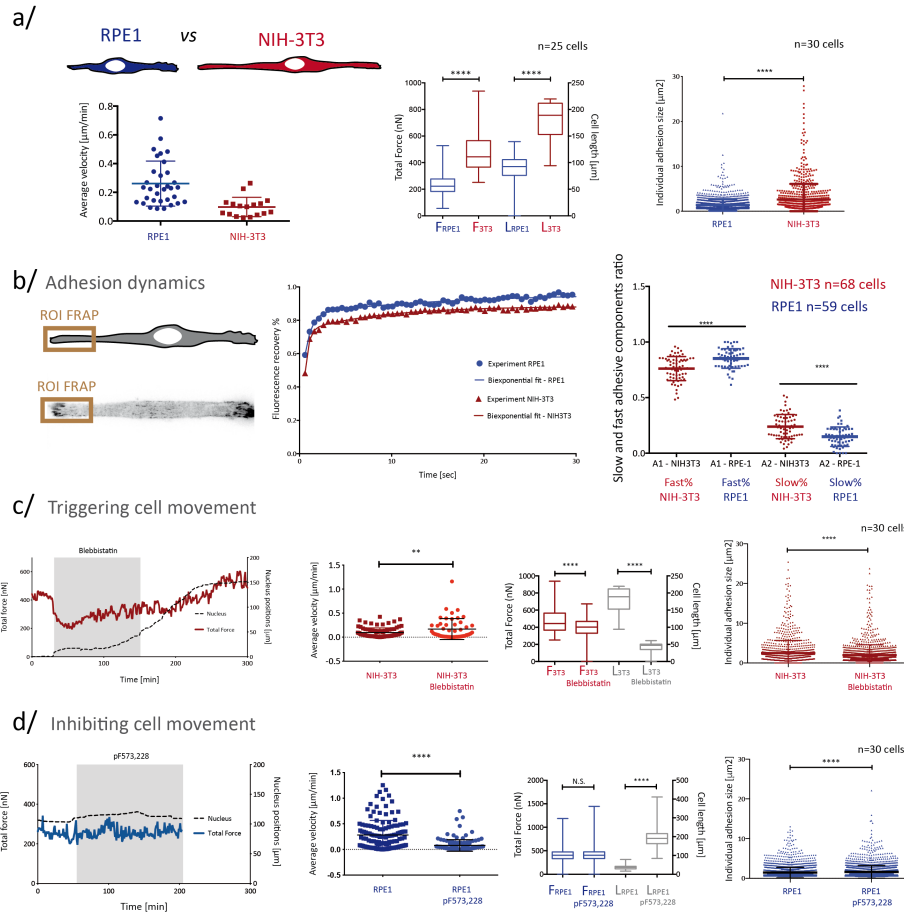 a/
RPE1 vs NIH-3T3
Average velocity [μm/min]
0.8
0.6
0.4
0.2
0.0
RPE1
NIH-3T3
n=25 cells
****
****
Total Force (nN)
1000
800
600
400
200
0
250
200
150
100
50
0
Cell length [μm]
FRPE1
F3T3
LRPE1
L3T3
n=30 cells
****
Individual adhesion size [μm2]
30
20
10
0
RPE1
NIH-3T3
b/ Adhesion dynamics
ROI FRAP
ROI FRAP
Fluorescence recovery %
1.0
0.8
0.6
0.4
0.2
0
10
20
30
Time [sec]
Experiment RPE1
Biexponential fit - RPE1
Experiment NIH-3T3
Biexponential fit - NIH3T3
Slow and fast adhesive components ratio
1.5
1.0
0.5
0.0
NIH-3T3 n=68 cells
RPE1 n=59 cells
****
****
A1 - NIH3T3
A1 - RPE-1
A2 - NIH3T3
A2 - RPE-1
Fast%
NIH-3T3
Fast%
RPE1
Slow%
NIH-3T3
Slow%
RPE1
c/ Triggering cell movement
Blebbistatin
Total force [nN]
600
400
200
0
0
100
200
300
Time [min]
200
150
100
50
0
Nucleus positions [μm]
Nucleus
Total Force
Average velocity [μm/min]
1.5
1.0
0.5
0.0
-0.5
**
NIH-3T3
NIH-3T3
Blebbistatin
Total Force (nN)
1000
800
600
400
200
0
****
****
250
200
150
100
50
0
Cell length [μm]
F3T3
F3T3
Blebbistatin
L3T3
L3T3
Blebbistatin
n=30 cells
****
Individual adhesion size [μm2]
30
20
10
0
NIH-3T3
NIH-3T3
Blebbistatin
d/ Inhibiting cell movement
pF573,228
Total force [nN]
600
400
200
0
0
100
200
300
Time [min]
200
150
100
50
0
Nucleus positions [μm]
Nucleus
Total Force
Average velocity [μm/min]
1.5
1.0
0.5
0.0
-0.5
****
RPE1
RPE1
pF573,228
Total Force (nN)
2000
1500
1000
500
0
N.S.
****
500
400
300
200
100
0
Cell length [μm]
FRPE1
FRPE1
pF573,228
LRPE1
LRPE1
pF573,228
n=30 cells
****
Individual adhesion size [μm2]
30
20
10
0
RPE1
RPE1
pF573,228